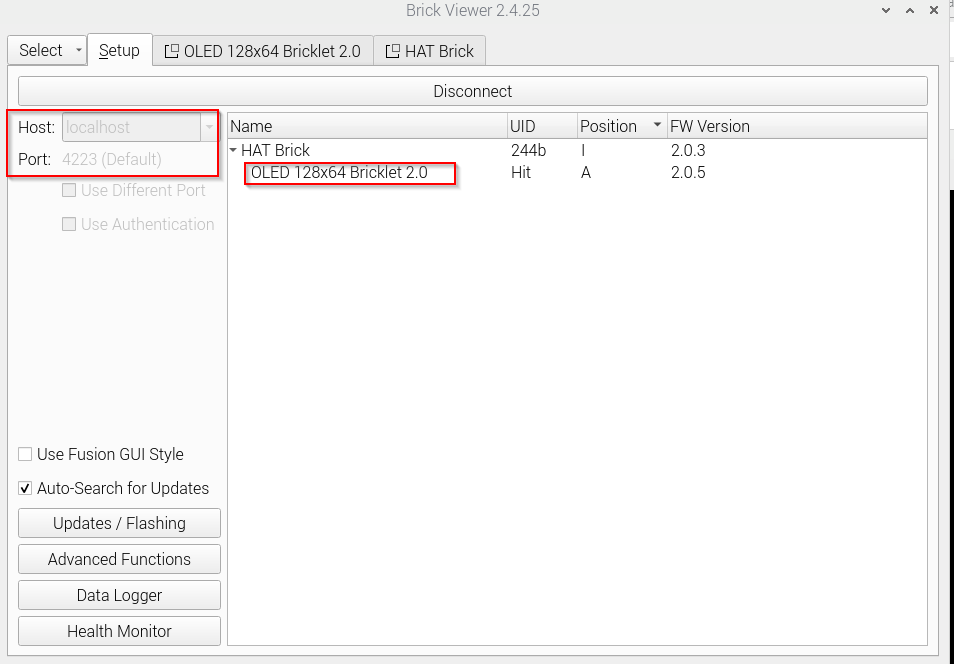 Brick Viewer 2.4.25
Select Setup OLED 128x64 Bricklet 2.0 HAT Brick
Disconnect
Host: localhost
Port: 4223 (Default)
Use Different Port
Use Authentication
Name UID Position FW Version
HAT Brick 244b I 2.0.3
OLED 128x64 Bricklet 2.0 Hit A 2.0.5
Use Fusion GUI Style
Auto-Search for Updates
Updates / Flashing
Advanced Functions
Data Logger
Health Monitor